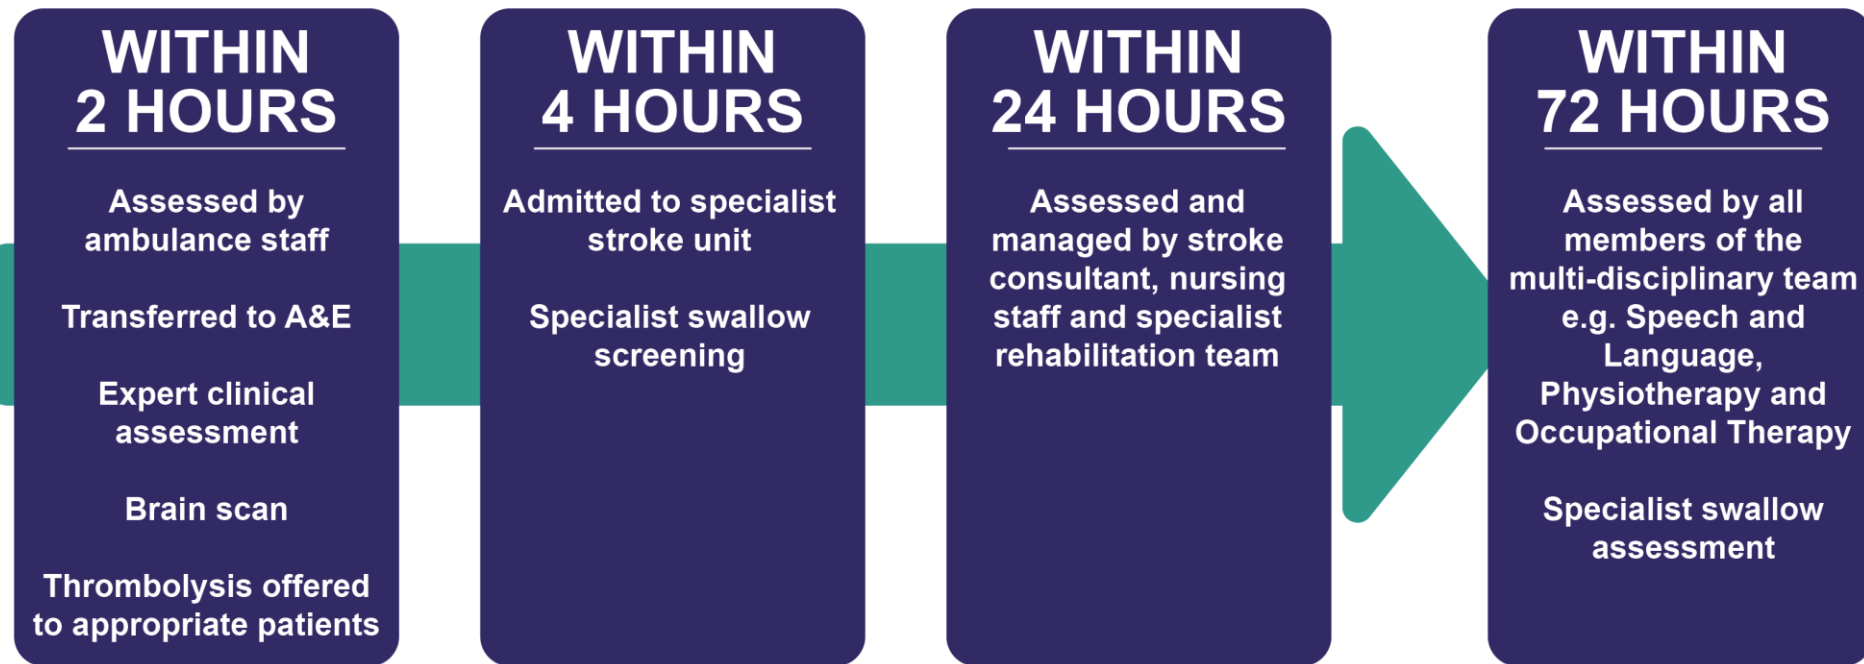 WITHIN
2 HOURS
Assessed by
ambulance staff
Transferred to A&E
Expert clinical
assessment
Brain scan
Thrombolysis offered
to appropriate patients
WITHIN
4 HOURS
Admitted to specialist
stroke unit
Specialist swallow
screening
WITHIN
24 HOURS
Assessed and
managed by stroke
consultant, nursing
staff and specialist
rehabilitation team
WITHIN
72 HOURS
Assessed by all
members of the
multi-disciplinary team
e.g. Speech and
Language,
Physiotherapy and
Occupational Therapy
Specialist swallow
assessment